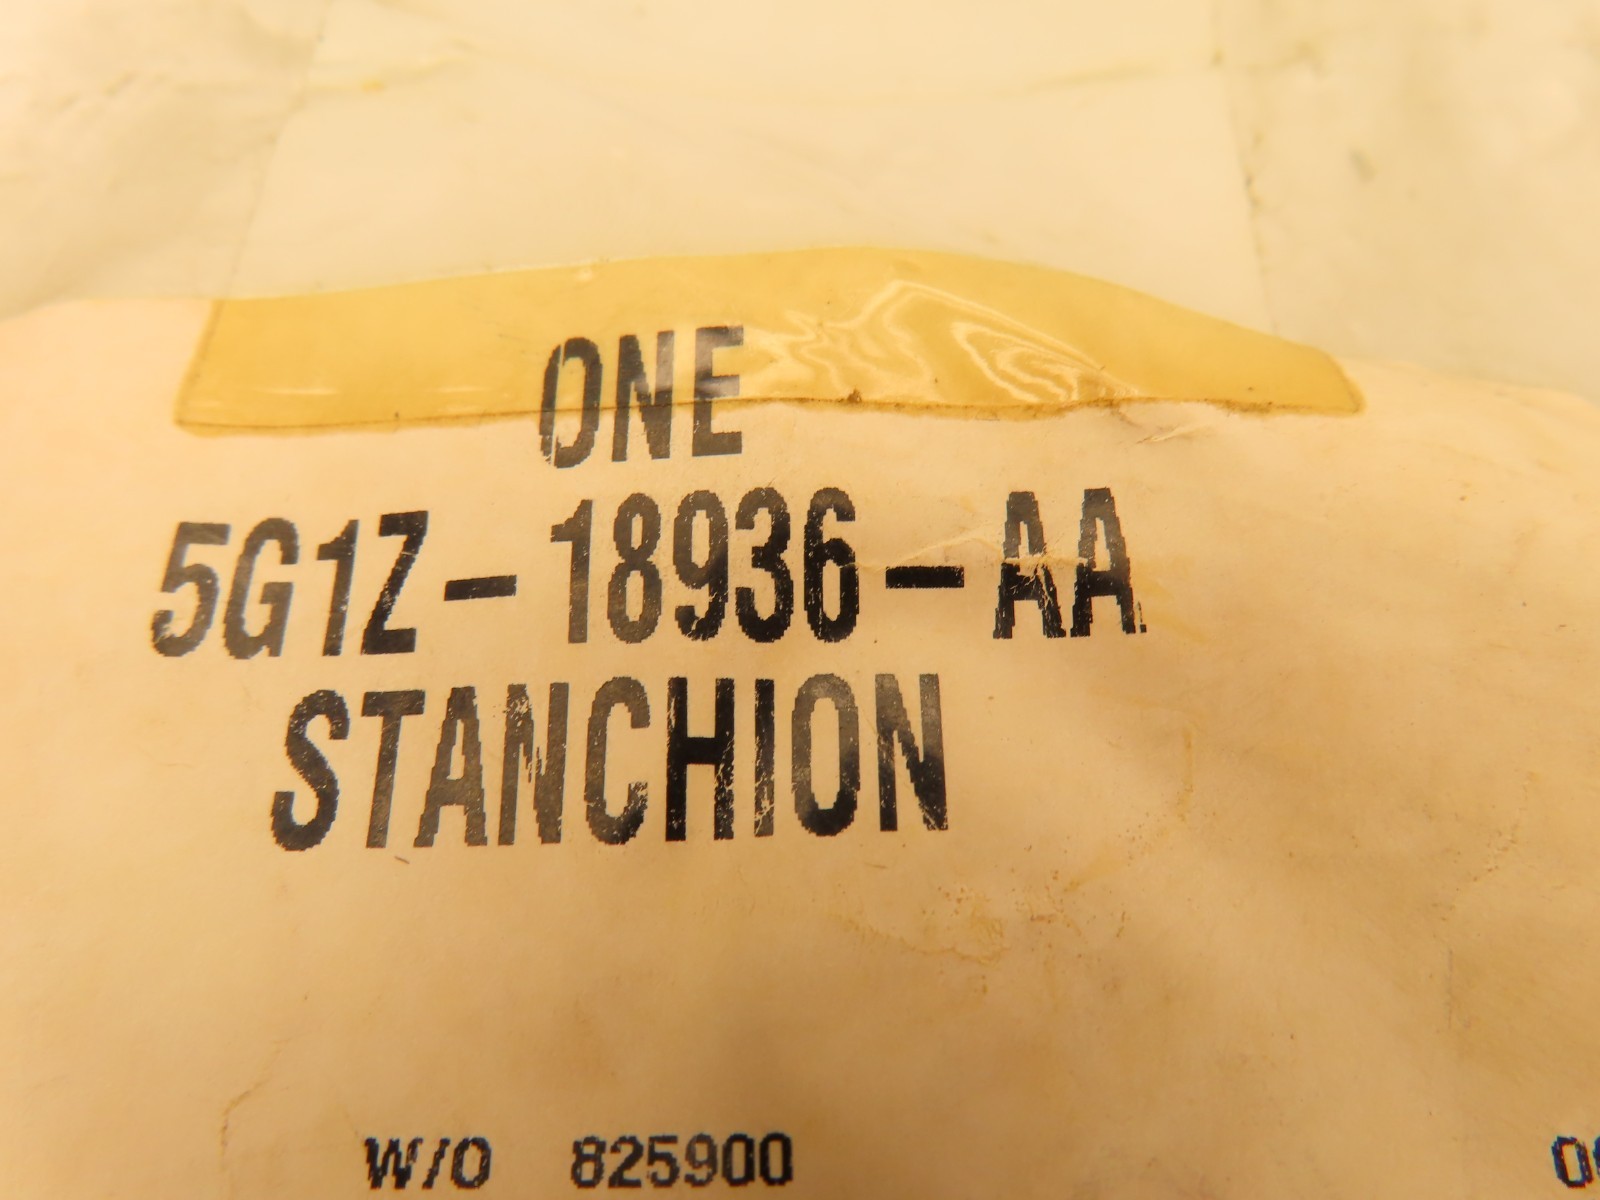 ONE
5G1Z-18936-AA
STANCHION
W/O 825900